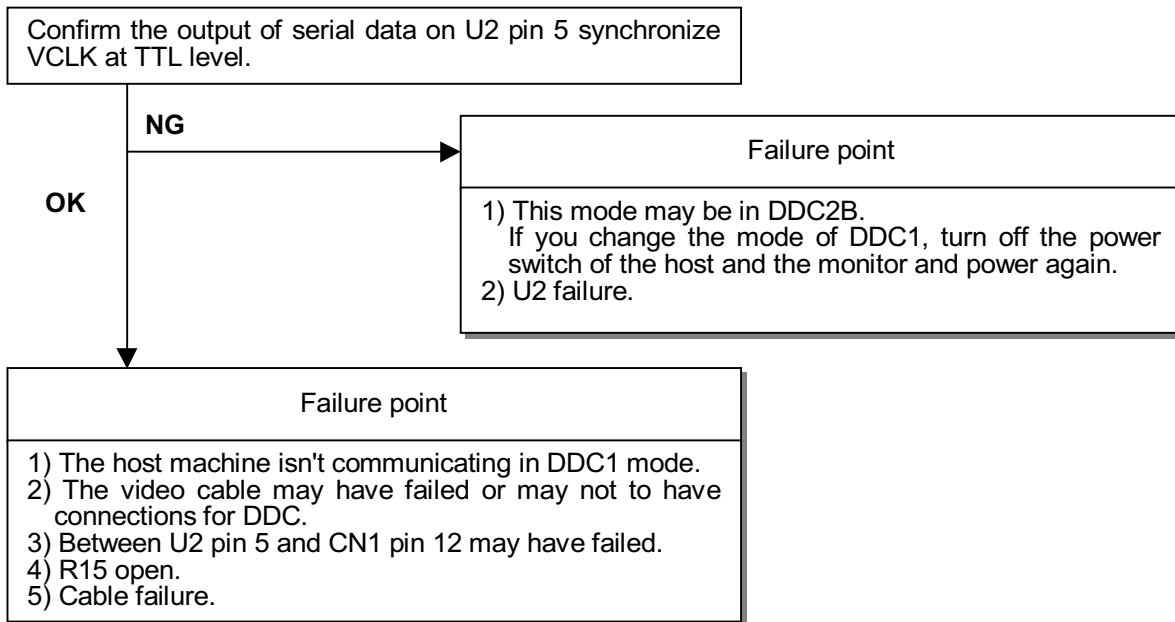 Confirm the output of serial data on U2 pin 5 synchronize
VCLK at TTL level.
NG
OK
Failure point
1) This mode may be in DDC2B.
If you change the mode of DDC1, turn off the power
switch of the host and the monitor and power again.
2) U2 failure.
Failure point
1) The host machine isn't communicating in DDC1 mode.
2) The video cable may have failed or may not to have
connections for DDC.
3) Between U2 pin 5 and CN1 pin 12 may have failed.
4) R15 open.
5) Cable failure.